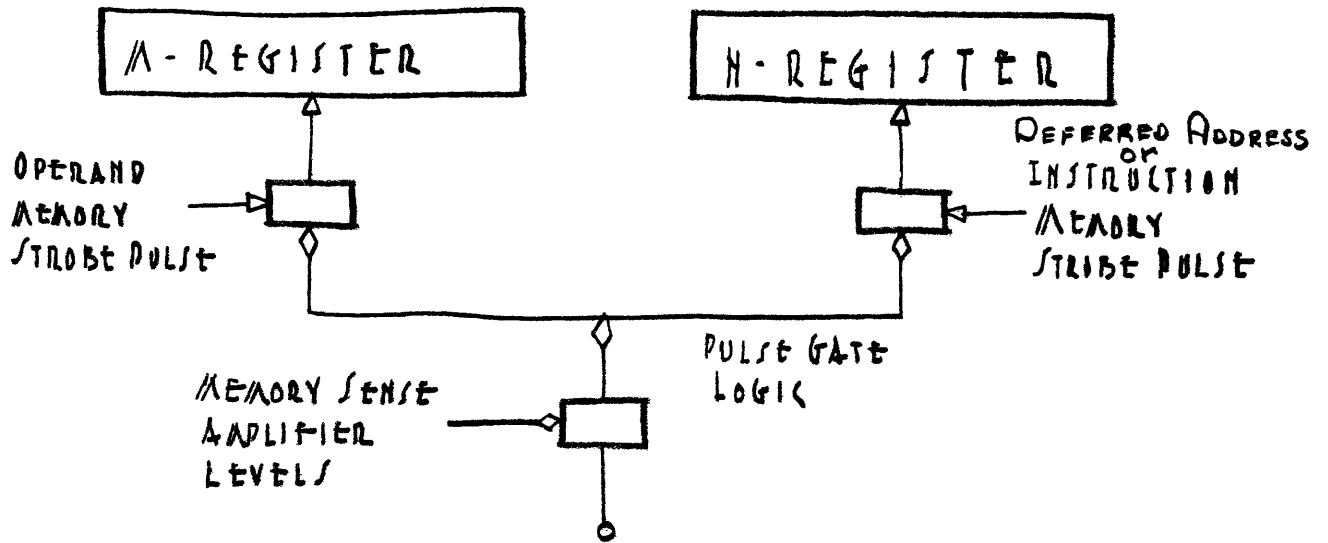 M-REGISTER
N-REGISTER
OPERAND
MEMORY
STROBE PULSE
DEFERRED ADDRESS
or
INSTRUCTION
MEMORY
STROBE PULSE
PULSE GATE
LOGIC
MEMORY SENSE
AMPLIFIER
LEVELS